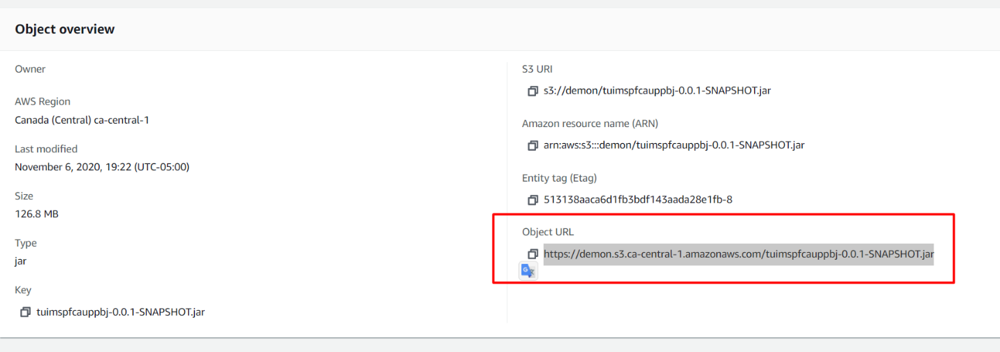 Object overview
Owner
AWS Region
Canada (Central) ca-central-1
Last modified
November 6, 2020, 19:22 (UTC-05:00)
Size
126.8 MB
Type
jar
Key
tuimspfcauppbj-0.0.1-SNAPSHOT.jar
S3 URI
s3://demon/tuimspfcauppbj-0.0.1-SNAPSHOT.jar
Amazon resource name (ARN)
arn:aws:s3:::demon/tuimspfcauppbj-0.0.1-SNAPSHOT.jar
Entity tag (Etag)
513138aaca6d1fb3bdf143aada28e1fb-8
Object URL
https://demon.s3.ca-central-1.amazonaws.com/tuimspfcauppbj-0.0.1-SNAPSHOT.jar